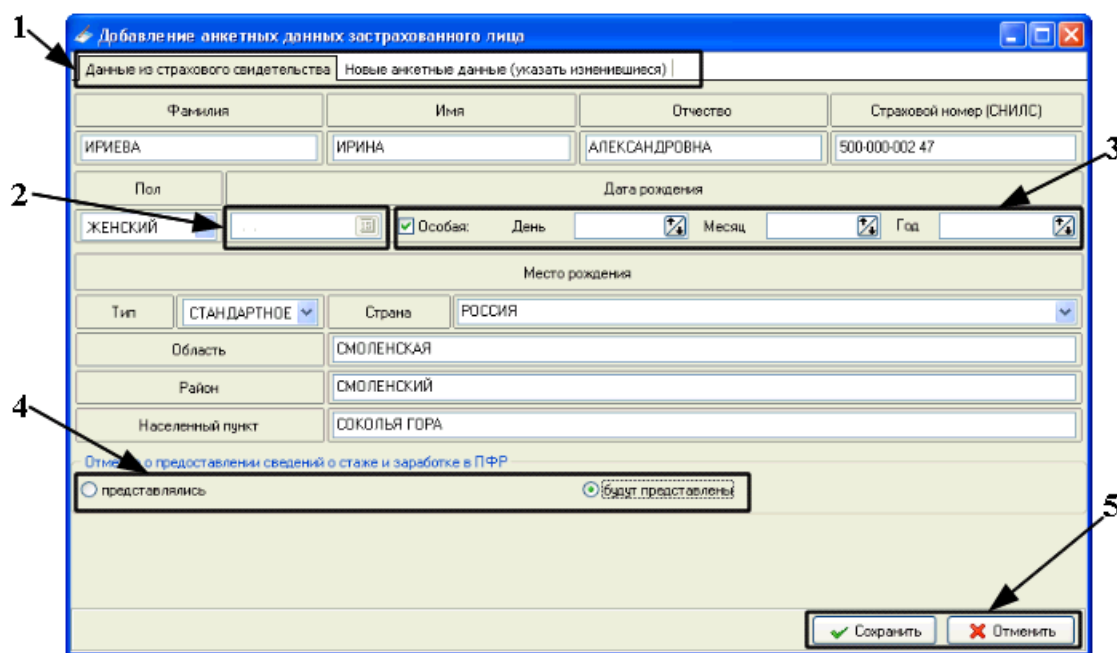 1
Добавление анкетных данных застрахованного лица
Данные из страхового свидетельства Новые анкетные данные (указать изменившиеся)
Фамилия Имя Отчество Страховой номер (СНИЛС)
ИРИЕВА ИРИНА АЛЕКСАНДРОВНА 500-000-002 47
3
Пол Дата рождения
2
ЖЕНСКИЙ . . Особая: День Месяц Год
Место рождения
Тип СТАНДАРТНОЕ Страна РОССИЯ
Область СМОЛЕНСКАЯ
Район СМОЛЕНСКИЙ
4
Населенный пункт СОКОЛЬЯ ГОРА
Отметка о предоставлении сведений о стаже и заработке в ПФР
представлялись будут представлены
5
Сохранить Отменить